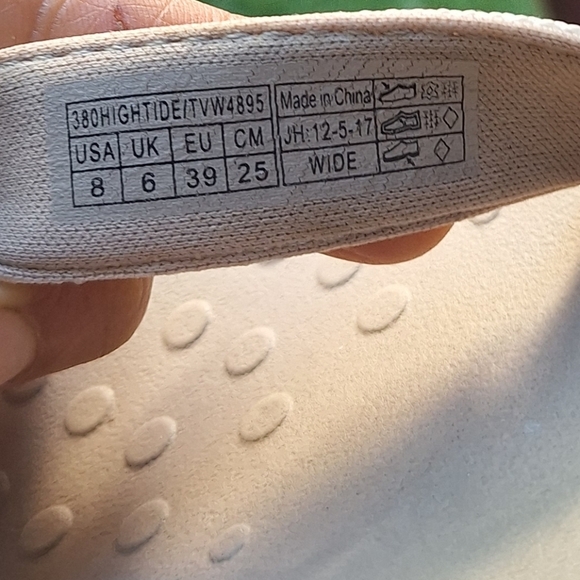 380HIGHTIDE/TVW4895
USA UK EU CM
8 6 39 25
Made in China
JH:12-5-17
WIDE